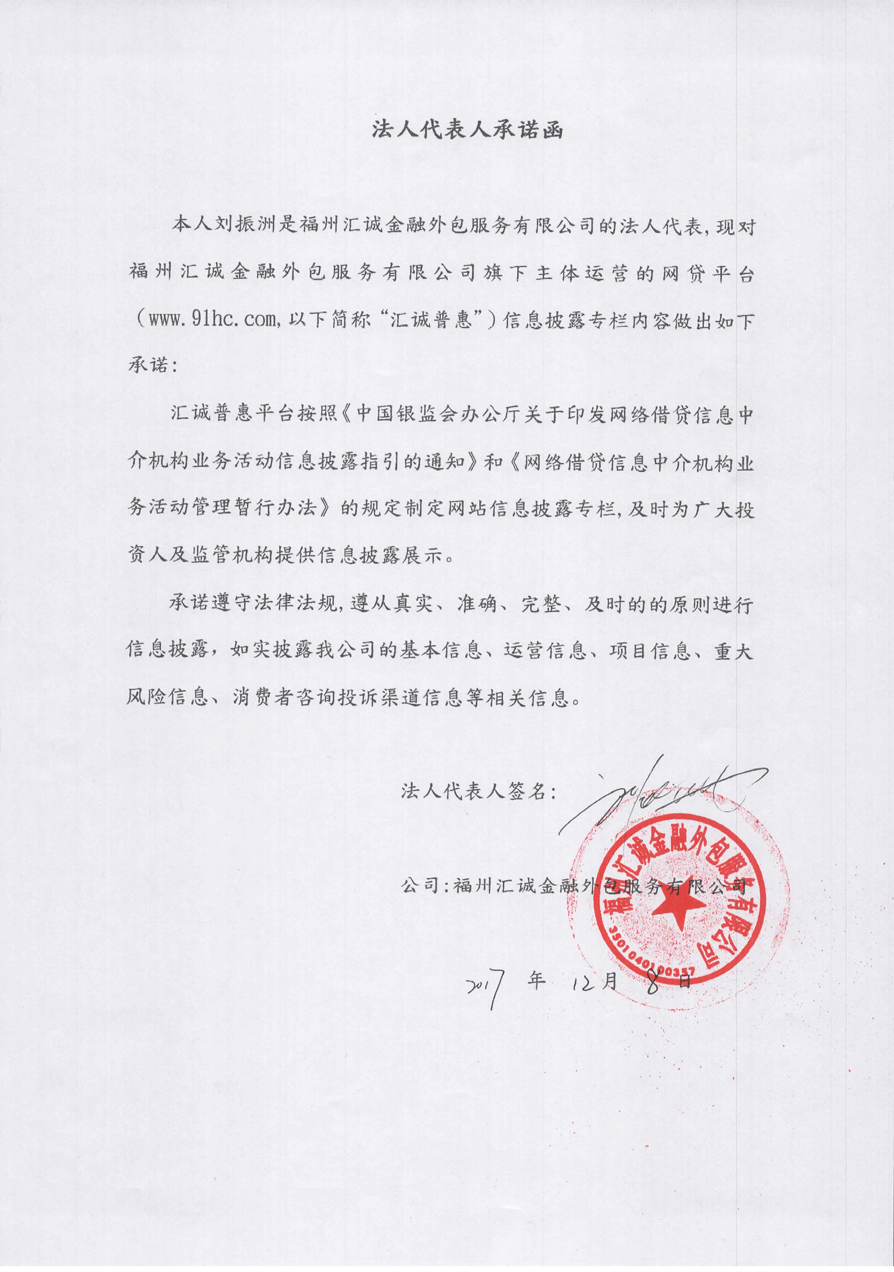 法人代表人承诺函
本人刘振洲是福州汇诚金融外包服务有限公司的法人代表,现对
福州汇诚金融外包服务有限公司旗下主体运营的网贷平台
（www.91hc.com,以下简称“汇诚普惠”）信息披露专栏内容做出如下
承诺:
汇诚普惠平台按照《中国银监会办公厅关于印发网络借贷信息中
介机构业务活动信息披露指引的通知》和《网络借贷信息中介机构业
务活动管理暂行办法》的规定制定网站信息披露专栏,及时为广大投
资人及监管机构提供信息披露展示。
承诺遵守法律法规,遵从真实、准确、完整、及时的的原则进行
信息披露，如实披露我公司的基本信息、运营信息、项目信息、重大
风险信息、消费者咨询投诉渠道信息等相关信息。
法人代表人签名:
公司:福州汇诚金融外包服务有限公司
福州汇诚金融外包服务有限公司
3501040100337
2017 年 12 月 8 日